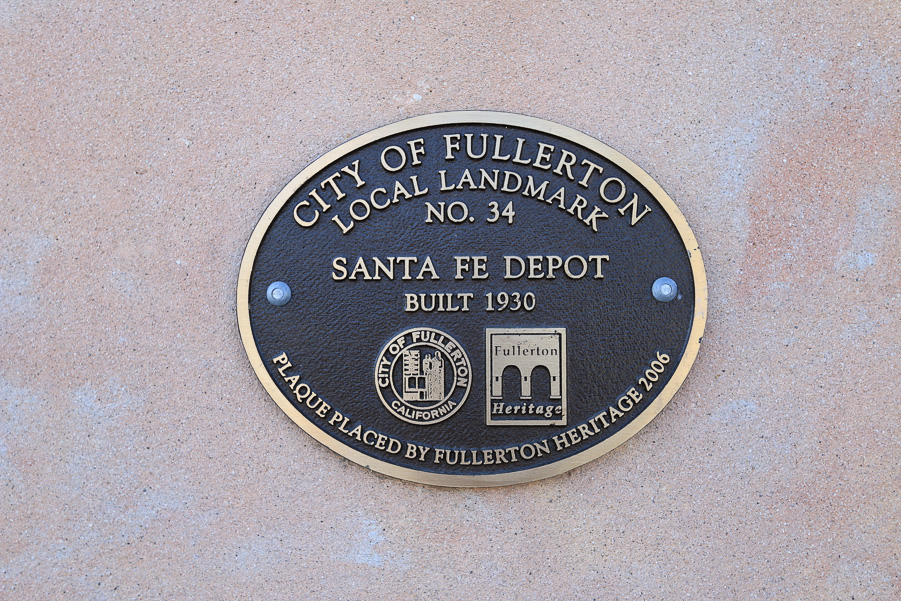 CITY OF FULLERTON
LOCAL LANDMARK
NO. 34
SANTA FE DEPOT
BUILT 1930
CITY OF FULLERTON
CALIFORNIA
Fullerton
Heritage
PLAQUE PLACED BY FULLERTON HERITAGE 2006